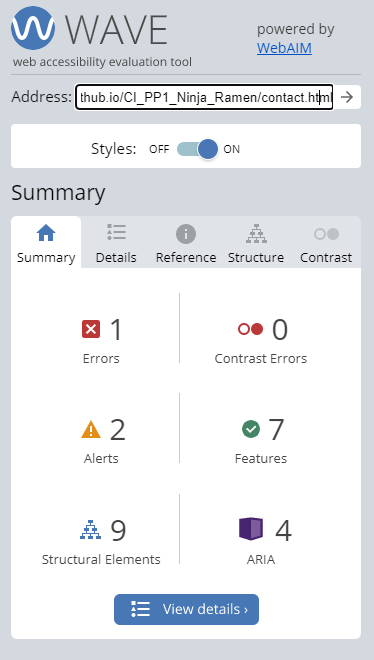 WAVE
powered by
WebAIM
web accessibility evaluation tool
Address: thub.io/CI_PP1_Ninja_Ramen/contact.html
Styles: OFF ON
Summary
Summary Details Reference Structure Contrast
1 0
Errors Contrast Errors
2 7
Alerts Features
9 4
Structural Elements ARIA
View details ›